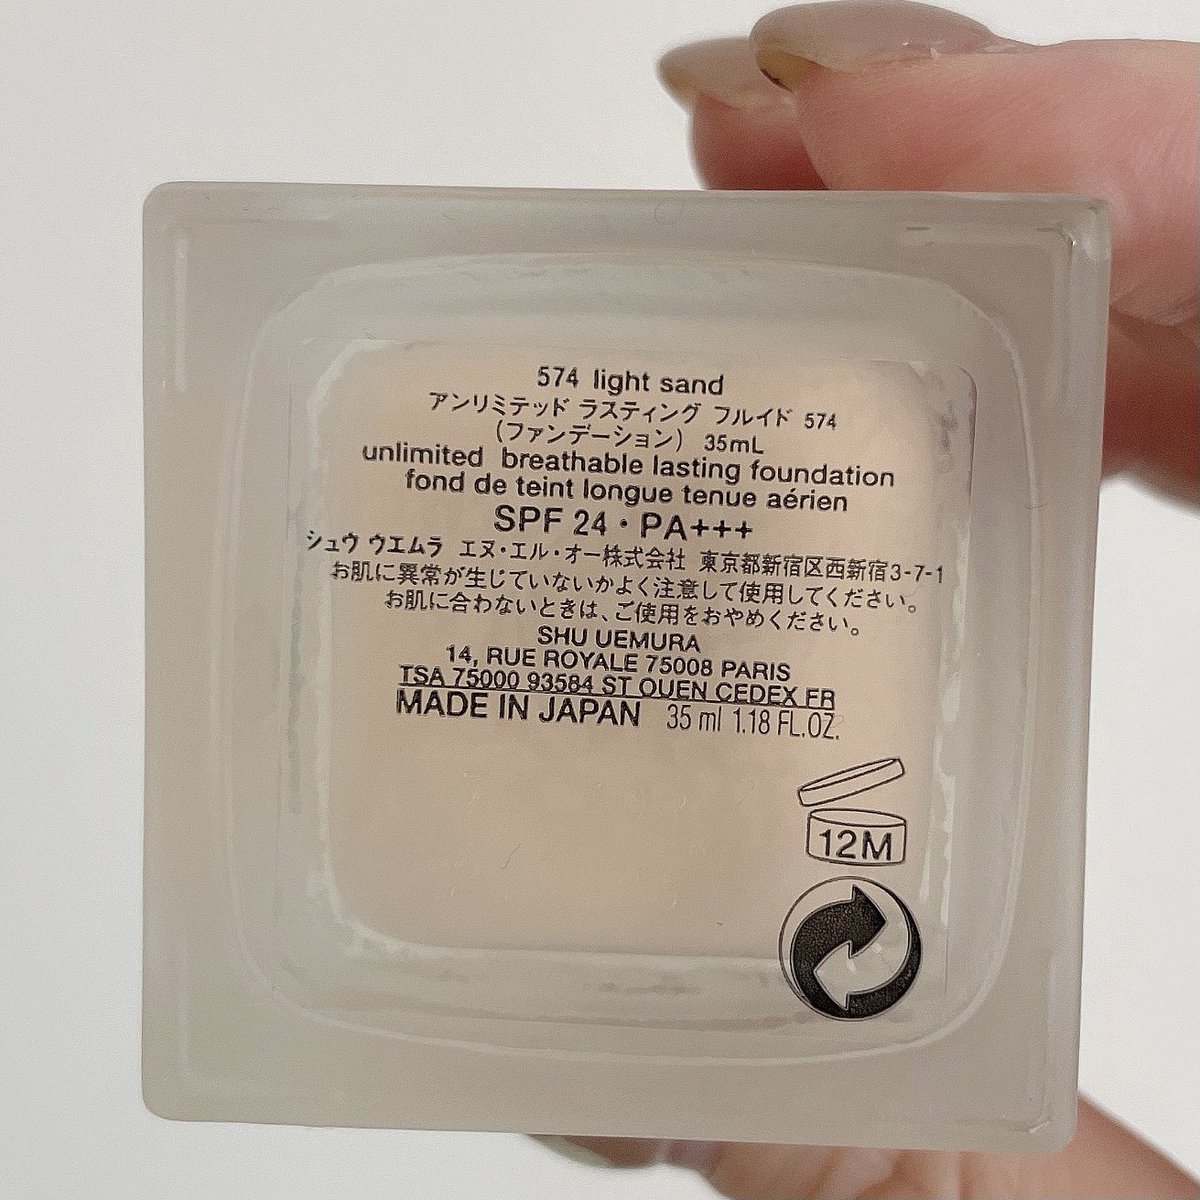 574 light sand
アンリミテッド ラスティング フルイド 574
(ファンデーション) 35mL
unlimited breathable lasting foundation
fond de teint longue tenue aérien
SPF 24・PA+++
シュウ ウエムラ エヌ・エル・オー株式会社 東京都新宿区西新宿3-7-1
お肌に異常が生じていないかよく注意して使用してください。
お肌に合わないときは、ご使用をおやめください。
SHU UEMURA
14, RUE ROYALE 75008 PARIS
TSA 75000 93584 ST OUEN CEDEX FR
MADE IN JAPAN 35 ml 1.18 FL.OZ.
12M